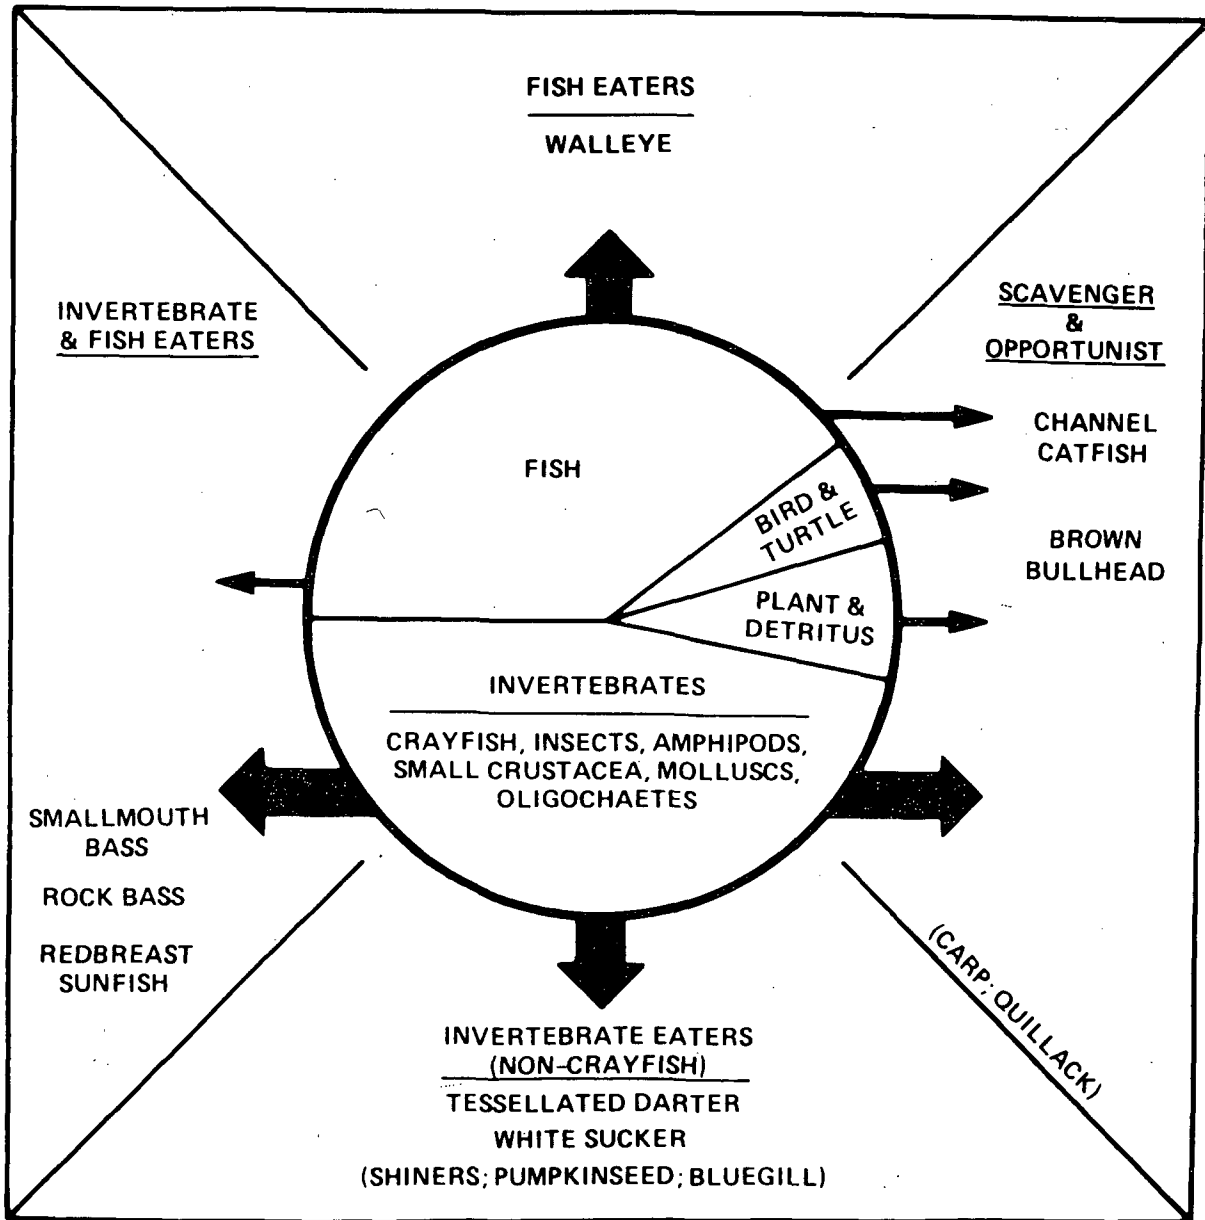 FISH EATERS
WALLEYE
INVERTEBRATE
& FISH EATERS
SCAVENGER
&
OPPORTUNIST
CHANNEL
CATFISH
BROWN
BULLHEAD
FISH
BIRD &
TURTLE
PLANT &
DETRITUS
INVERTEBRATES
CRAYFISH, INSECTS, AMPHIPODS,
SMALL CRUSTACEA, MOLLUSCS,
OLIGOCHAETES
SMALLMOUTH
BASS
ROCK BASS
REDBREAST
SUNFISH
(CARP; QUILLACK)
INVERTEBRATE EATERS
(NON-CRAYFISH)
TESSELLATED DARTER
WHITE SUCKER
(SHINERS; PUMPKINSEED; BLUEGILL)